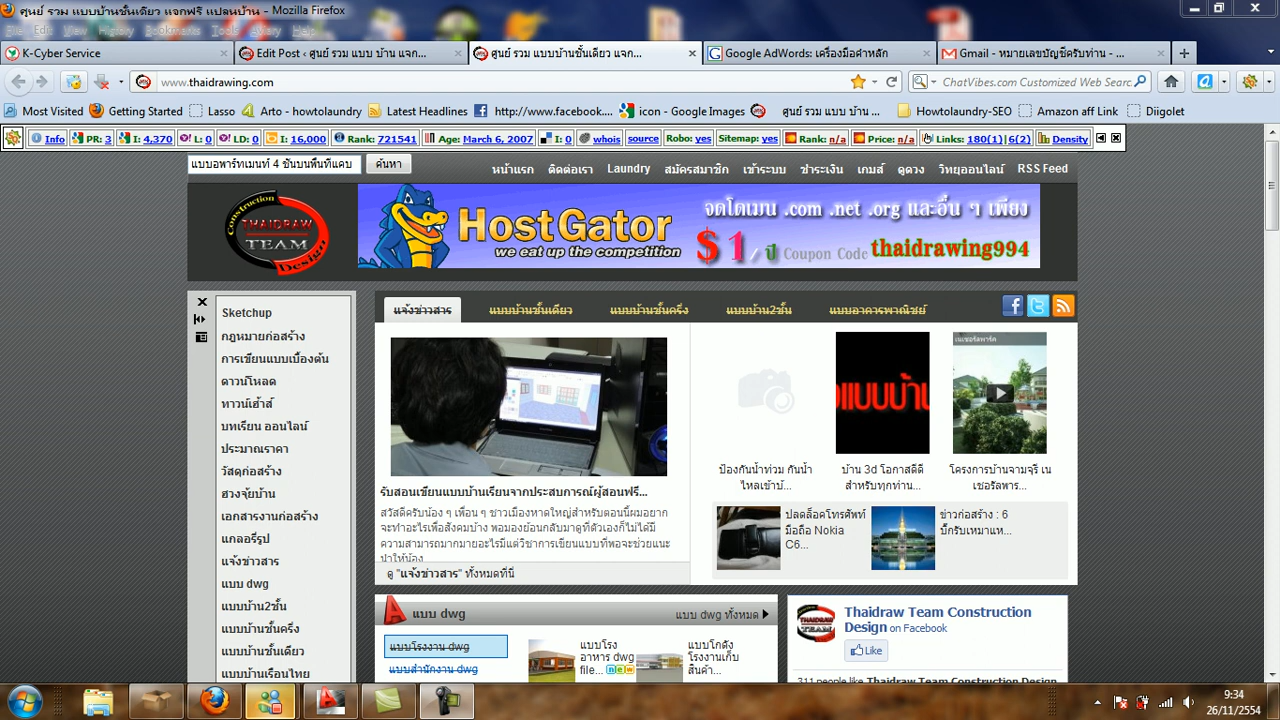 ศูนย์ รวม แบบบ้านชั้นเดียว แจกฟรี แปลนบ้าน - Mozilla Firefox
File Edit View History Bookmarks Tools Avery Help
K-Cyber Service
Edit Post ‹ ศูนย์ รวม แบบ บ้าน แจก...
ศูนย์ รวม แบบบ้านชั้นเดียว แจก...
Google AdWords: เครื่องมือคำหลัก
Gmail - หมายเลขบัญชีครับท่าน - ...
www.thaidrawing.com
ChatVibes.com Customized Web Searc
Most Visited Getting Started Lasso Arto - howtolaundry Latest Headlines http://www.facebook.... icon - Google Images ศูนย์ รวม แบบ บ้าน ... Howtolaundry-SEO Amazon aff Link Diigolet
Info PR: 3 I: 4,370 L: 0 LD: 0 I: 16,000 Rank: 721541 Age: March 6, 2007 I: 0 whois source Robo: yes Sitemap: yes Rank: n/a Price: n/a Links: 180(1)|6(2) Density
แบบอพาร์ทเมนท์ 4 ชั้นบนพื้นที่แคบ ค้นหา
หน้าแรก ติดต่อเรา Laundry สมัครสมาชิก เข้าระบบ ชำระเงิน เกมส์ ดูดวง วิทยุออนไลน์ RSS Feed
Construction
THAIDRAW
TEAM
Design
HostGator
we eat up the competition
จดโดเมน .com .net .org และอื่น ๆ เพียง
$ 1 / ปี Coupon Code thaidrawing994
Sketchup
กฎหมายก่อสร้าง
การเขียนแบบเบื้องต้น
ดาวน์โหลด
ทาวน์เฮ้าส์
บทเรียน ออนไลน์
ประมาณราคา
วัสดุก่อสร้าง
ฮวงจุ้ยบ้าน
เอกสารงานก่อสร้าง
แกลอรีรูป
แจ้งข่าวสาร
แบบ dwg
แบบบ้าน2ชั้น
แบบบ้านชั้นครึ่ง
แบบบ้านชั้นเดียว
แบบบ้านเรือนไทย
แจ้งข่าวสาร แบบบ้านชั้นเดียว แบบบ้านชั้นครึ่ง แบบบ้าน2ชั้น แบบอาคารพาณิชย์
รับสอนเขียนแบบบ้านเรียนจากประสบการณ์ผู้สอนฟรี...
สวัสดีครับน้อง ๆ เพื่อน ๆ ชาวเมืองหาดใหญ่สำหรับตอนนี้ผมอยาก
จะทำอะไรเพื่อสังคมบ้าง พอมองย้อนกลับมาดูที่ตัวเองก็ไม่ได้มี
ความสามารถมากมายอะไรมีแต่วิชาการเขียนแบบที่พอจะช่วยแนะ
นำให้น้อง
ดู "แจ้งข่าวสาร" ทั้งหมดที่นี่
แบบบ้า
เนเชอรัลพาร์ค
ป้องกันน้ำท่วม กันน้ำ
ไหลเข้าบ้...
บ้าน 3d โอกาสดีดี
สำหรับทุกท่าน...
โครงการบ้านจามจุรี เน
เชอรัลพาร...
ปลดล็อคโทรศัพท์
มือถือ Nokia
C6...
ข่าวก่อสร้าง : 6
บิ๊กรับเหมาแห...
แบบ dwg
แบบ dwg ทั้งหมด
แบบโรงงาน dwg
แบบสำนักงาน dwg
แบบโรง
อาหาร dwg
file... new
แบบโกดัง
โรงงานเก็บ
สินค้า...
Thaidraw Team Construction
Design on Facebook
Like
311 people like Thaidraw Team Construction
9:34
26/11/2554